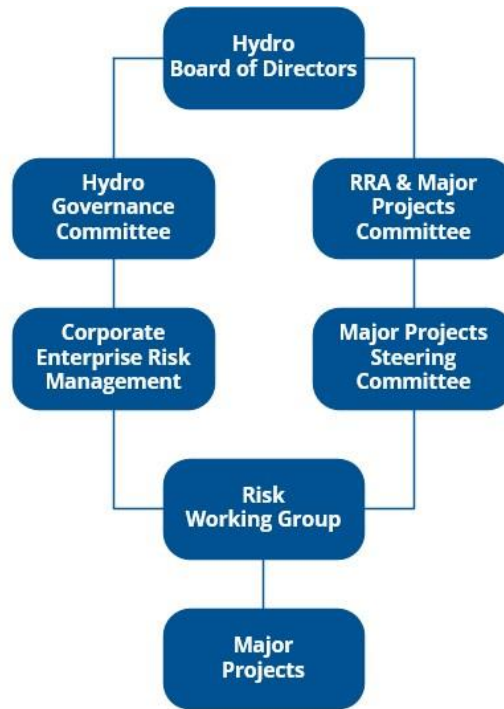 Hydro
Board of Directors
Hydro
Governance
Committee
RRA & Major
Projects
Committee
Corporate
Enterprise Risk
Management
Major Projects
Steering
Committee
Risk
Working Group
Major
Projects